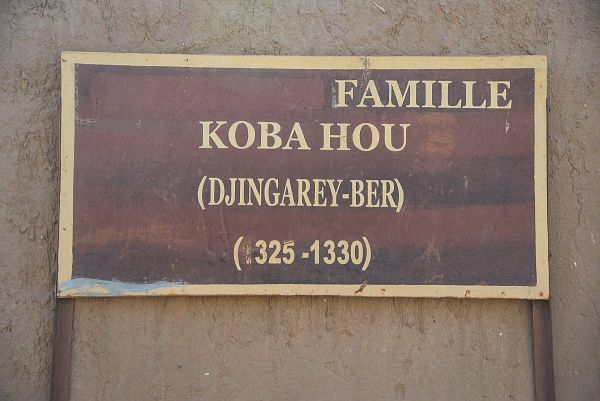 FAMILLE
KOBA HOU
(DJINGAREY-BER)
(1325-1330)